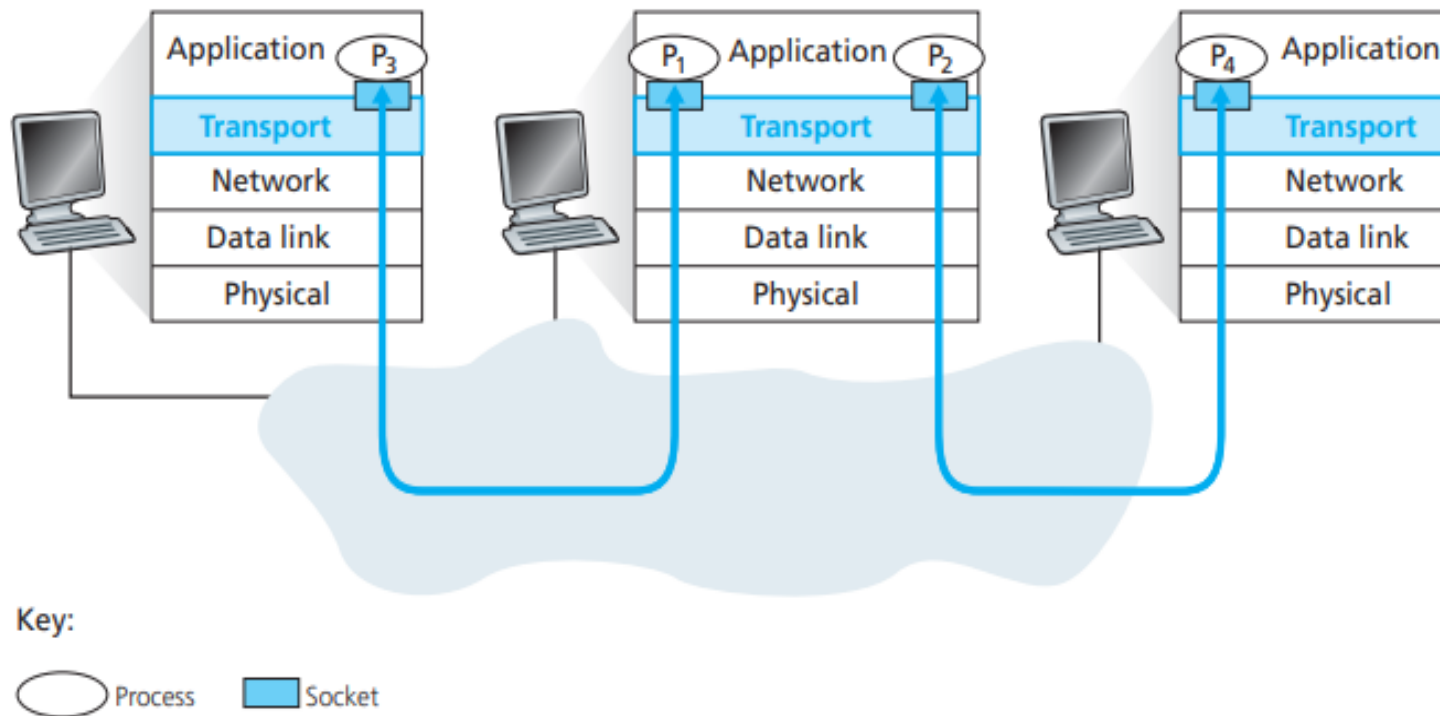 Application P₃ P₁ Application P₂ P₄ Application
Transport Transport Transport
Network Network Network
Data link Data link Data link
Physical Physical Physical
Key:
Process Socket